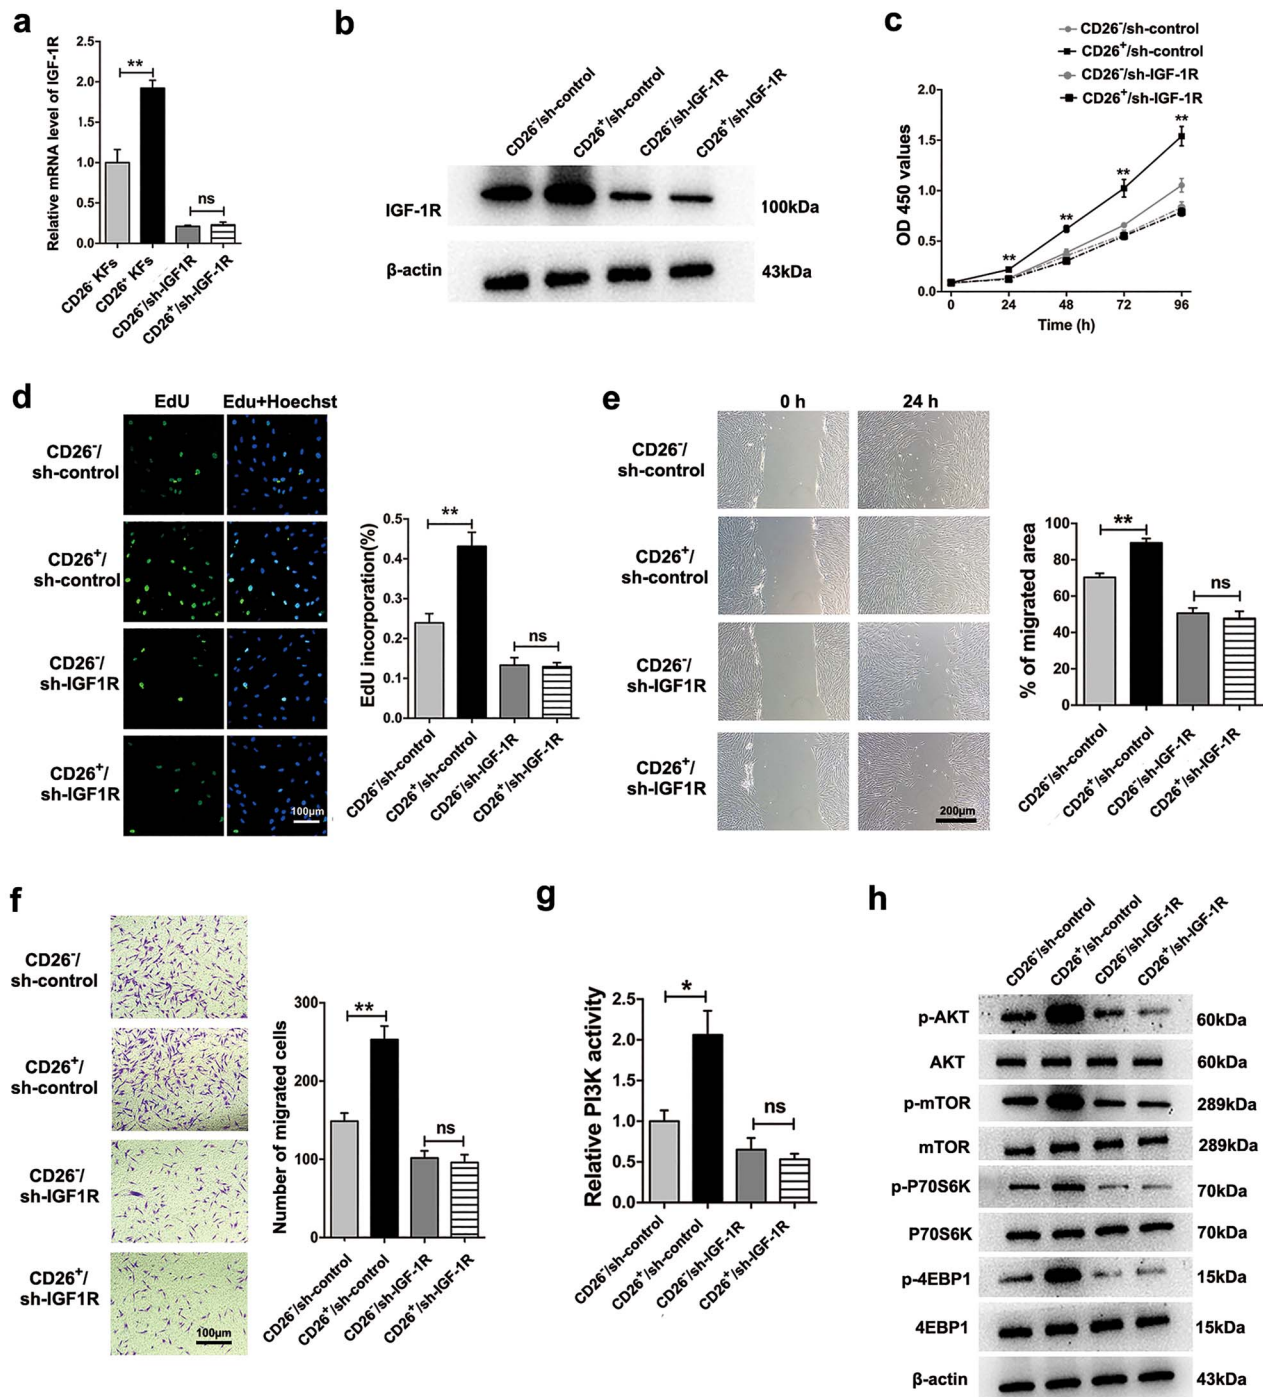 a
Relative mRNA level of IGF-1R
2.5
2.0
1.5
1.0
0.5
0.0
**
ns
CD26⁻ KFs
CD26⁺ KFs
CD26⁻/sh-IGF1R
CD26⁺/sh-IGF-1R
b
CD26⁻/sh-control
CD26⁺/sh-control
CD26⁻/sh-IGF-1R
CD26⁺/sh-IGF-1R
IGF-1R
100kDa
β-actin
43kDa
c
CD26⁻/sh-control
CD26⁺/sh-control
CD26⁻/sh-IGF-1R
CD26⁺/sh-IGF-1R
OD 450 values
2.0
1.5
1.0
0.5
0.0
**
**
**
**
0 24 48 72 96
Time (h)
d
EdU Edu+Hoechst
CD26⁻/
sh-control
CD26⁺/
sh-control
CD26⁻/
sh-IGF1R
CD26⁺/
sh-IGF1R
100μm
EdU incorporation(%)
0.5
0.4
0.3
0.2
0.1
0.0
**
ns
CD26⁻/sh-control
CD26⁺/sh-control
CD26⁻/sh-IGF-1R
CD26⁺/sh-IGF-1R
e
0 h 24 h
CD26⁻/
sh-control
CD26⁺/
sh-control
CD26⁻/
sh-IGF1R
CD26⁺/
sh-IGF1R
200μm
% of migrated area
100
80
60
40
20
0
**
ns
CD26⁻/sh-control
CD26⁺/sh-control
CD26⁻/sh-IGF-1R
CD26⁺/sh-IGF-1R
f
CD26⁻/
sh-control
CD26⁺/
sh-control
CD26⁻/
sh-IGF1R
CD26⁺/
sh-IGF1R
100μm
Number of migrated cells
300
200
100
0
**
ns
CD26⁻/sh-control
CD26⁺/sh-control
CD26⁻/sh-IGF-1R
CD26⁺/sh-IGF-1R
g
Relative PI3K activity
2.5
2.0
1.5
1.0
0.5
0.0
*
ns
CD26⁻/sh-control
CD26⁺/sh-control
CD26⁻/sh-IGF-1R
CD26⁺/sh-IGF-1R
h
CD26⁻/sh-control
CD26⁺/sh-control
CD26⁻/sh-IGF-1R
CD26⁺/sh-IGF-1R
p-AKT 60kDa
AKT 60kDa
p-mTOR 289kDa
mTOR 289kDa
p-P70S6K 70kDa
P70S6K 70kDa
p-4EBP1 15kDa
4EBP1 15kDa
β-actin 43kDa